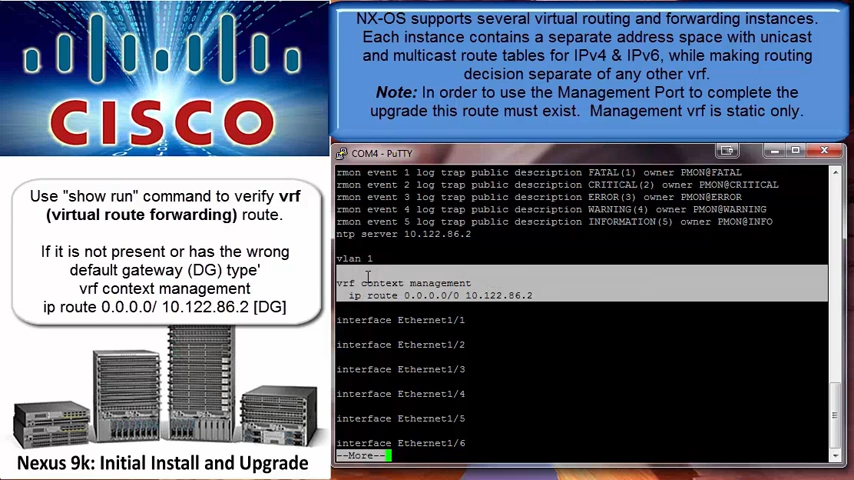 CISCO
NX-OS supports several virtual routing and forwarding instances.
Each instance contains a separate address space with unicast
and multicast route tables for IPv4 & IPv6, while making routing
decision separate of any other vrf.
Note: In order to use the Management Port to complete the
upgrade this route must exist. Management vrf is static only.
Use "show run" command to verify vrf
(virtual route forwarding) route.
If it is not present or has the wrong
default gateway (DG) type'
vrf context management
ip route 0.0.0.0/ 10.122.86.2 [DG]
Nexus 9k: Initial Install and Upgrade
COM4 - PuTTY
rmon event 1 log trap public description FATAL(1) owner PMON@FATAL
rmon event 2 log trap public description CRITICAL(2) owner PMON@CRITICAL
rmon event 3 log trap public description ERROR(3) owner PMON@ERROR
rmon event 4 log trap public description WARNING(4) owner PMON@WARNING
rmon event 5 log trap public description INFORMATION(5) owner PMON@INFO
ntp server 10.122.86.2
vlan 1
vrf context management
ip route 0.0.0.0/0 10.122.86.2
interface Ethernet1/1
interface Ethernet1/2
interface Ethernet1/3
interface Ethernet1/4
interface Ethernet1/5
interface Ethernet1/6
--More--